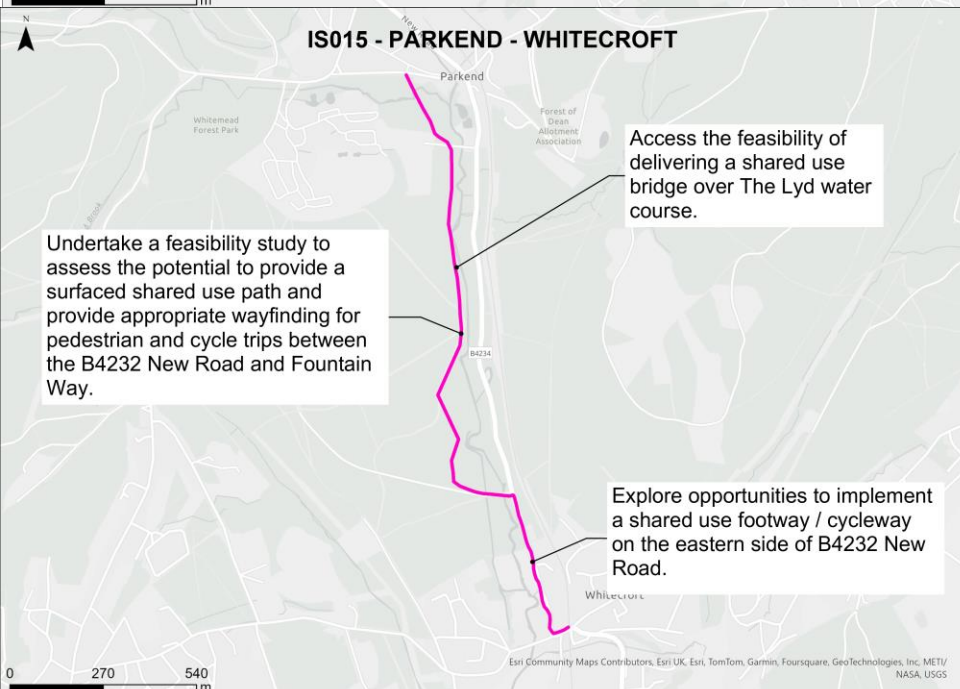 m
N
IS015 - PARKEND - WHITECROFT
New
Parkend
Whitemead
Forest Park
Forest of
Dean
Allotment
Association
Access the feasibility of
delivering a shared use
bridge over The Lyd water
course.
Brook
Undertake a feasibility study to
assess the potential to provide a
surfaced shared use path and
provide appropriate wayfinding for
pedestrian and cycle trips between
the B4232 New Road and Fountain
Way.
B4234
Explore opportunities to implement
a shared use footway / cycleway
on the eastern side of B4232 New
Road.
Whitecroft
Esri Community Maps Contributors, Esri UK, Esri, TomTom, Garmin, Foursquare, GeoTechnologies, Inc, METI/
NASA, USGS
0 270 540
m